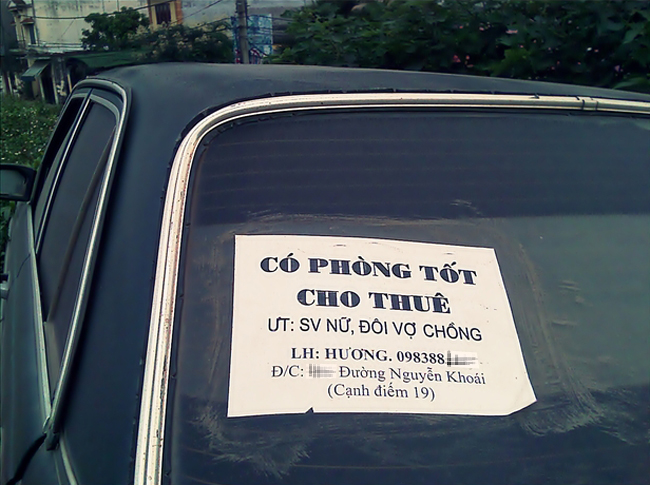 CÓ PHÒNG TỐT
CHO THUÊ
ƯT: SV NỮ, ĐÔI VỢ CHỒNG
LH: HƯƠNG. 098388
Đ/C: Đường Nguyễn Khoái
(Cạnh điếm 19)